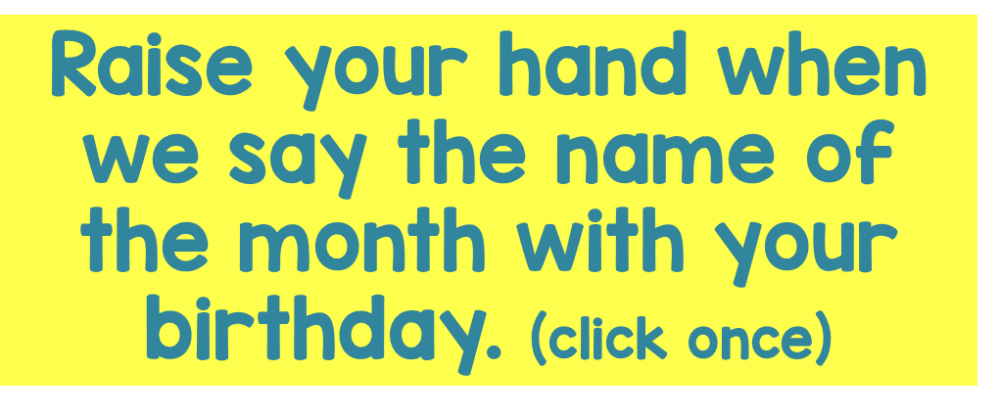 Raise your hand when
we say the name of
the month with your
birthday. (click once)